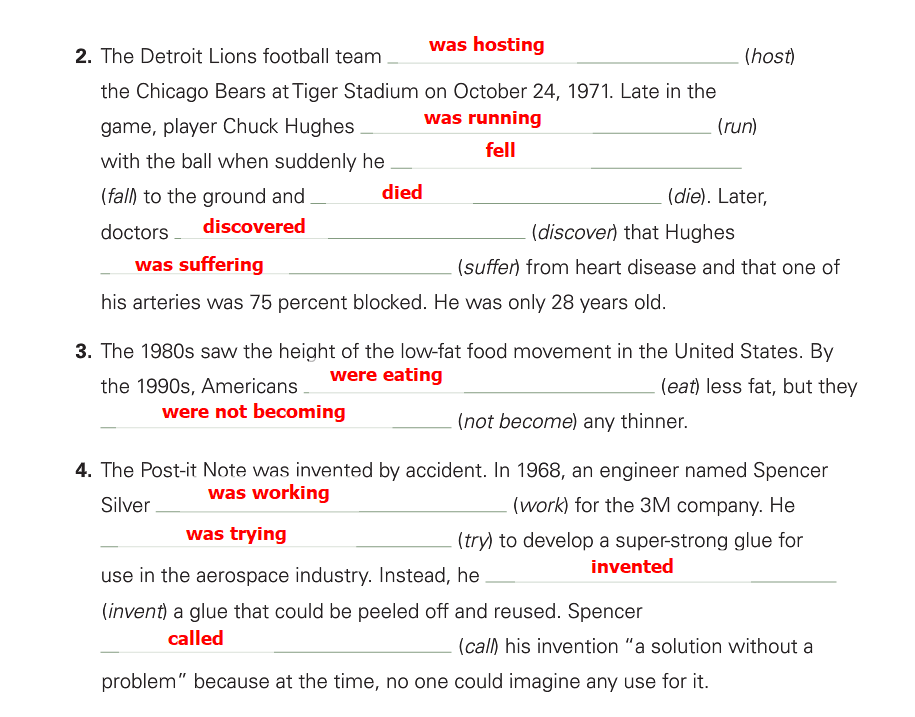 2. The Detroit Lions football team was hosting (host)
the Chicago Bears at Tiger Stadium on October 24, 1971. Late in the
game, player Chuck Hughes was running (run)
with the ball when suddenly he fell
(fall) to the ground and died (die). Later,
doctors discovered (discover) that Hughes
was suffering (suffer) from heart disease and that one of
his arteries was 75 percent blocked. He was only 28 years old.
3. The 1980s saw the height of the low-fat food movement in the United States. By
the 1990s, Americans were eating (eat) less fat, but they
were not becoming (not become) any thinner.
4. The Post-it Note was invented by accident. In 1968, an engineer named Spencer
Silver was working (work) for the 3M company. He
was trying (try) to develop a super-strong glue for
use in the aerospace industry. Instead, he invented
(invent) a glue that could be peeled off and reused. Spencer
called (call) his invention “a solution without a
problem” because at the time, no one could imagine any use for it.